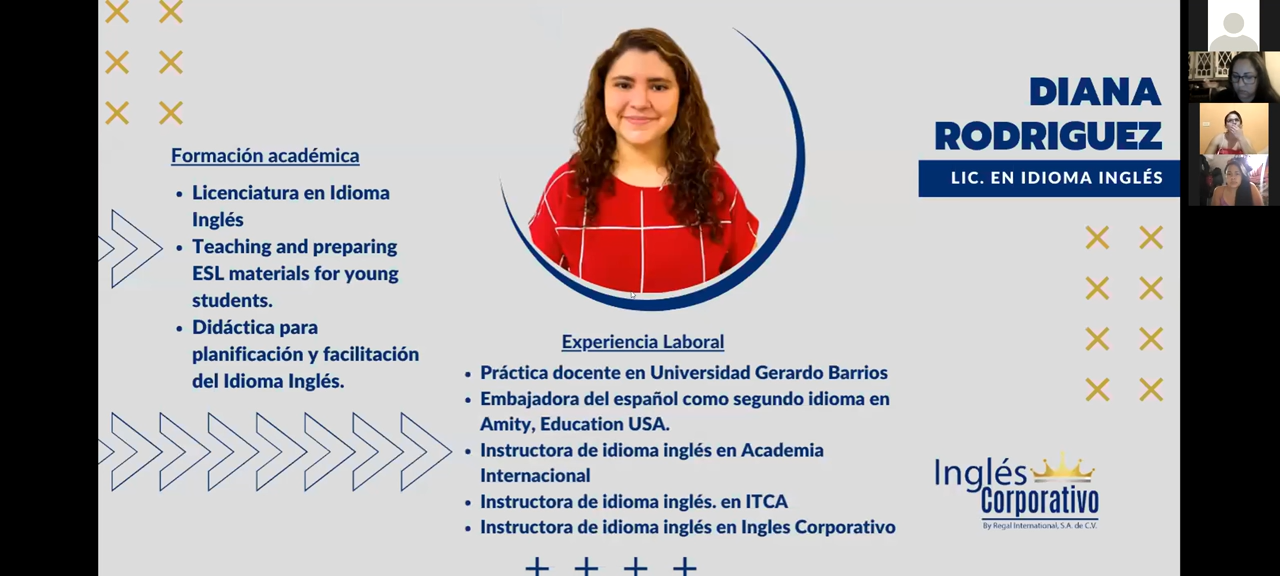 DIANA
RODRIGUEZ
LIC. EN IDIOMA INGLÉS
Formación académica
• Licenciatura en Idioma
Inglés
• Teaching and preparing
ESL materials for young
students.
• Didáctica para
planificación y facilitación
del Idioma Inglés.
Experiencia Laboral
• Práctica docente en Universidad Gerardo Barrios
• Embajadora del español como segundo idioma en
Amity, Education USA.
• Instructora de idioma inglés en Academia
Internacional
• Instructora de idioma inglés. en ITCA
• Instructora de idioma inglés en Ingles Corporativo
Inglés
Corporativo
By Regal International, S.A. de C.V.